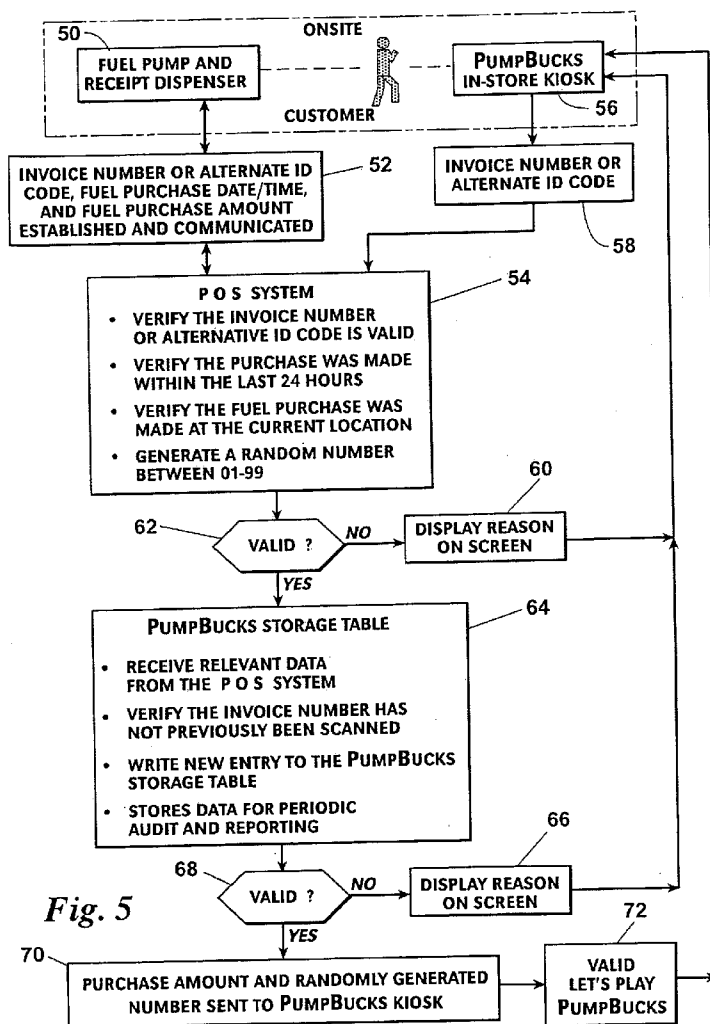 50
ONSITE
FUEL PUMP AND
RECEIPT DISPENSER
PUMPBUCKS
IN-STORE KIOSK
56
CUSTOMER
INVOICE NUMBER OR ALTERNATE ID
CODE, FUEL PURCHASE DATE/TIME,
AND FUEL PURCHASE AMOUNT
ESTABLISHED AND COMMUNICATED
52
INVOICE NUMBER OR
ALTERNATE ID CODE
58
P O S SYSTEM
• VERIFY THE INVOICE NUMBER
OR ALTERNATIVE ID CODE IS VALID
• VERIFY THE PURCHASE WAS MADE
WITHIN THE LAST 24 HOURS
• VERIFY THE FUEL PURCHASE WAS
MADE AT THE CURRENT LOCATION
• GENERATE A RANDOM NUMBER
BETWEEN 01-99
54
62
VALID ?
NO
60
DISPLAY REASON
ON SCREEN
YES
64
PUMPBUCKS STORAGE TABLE
• RECEIVE RELEVANT DATA
FROM THE P O S SYSTEM
• VERIFY THE INVOICE NUMBER HAS
NOT PREVIOUSLY BEEN SCANNED
• WRITE NEW ENTRY TO THE PUMPBUCKS
STORAGE TABLE
• STORES DATA FOR PERIODIC
AUDIT AND REPORTING
68
VALID ?
NO
66
DISPLAY REASON
ON SCREEN
Fig. 5
YES
70
PURCHASE AMOUNT AND RANDOMLY GENERATED
NUMBER SENT TO PUMPBUCKS KIOSK
72
VALID
LET'S PLAY
PUMPBUCKS